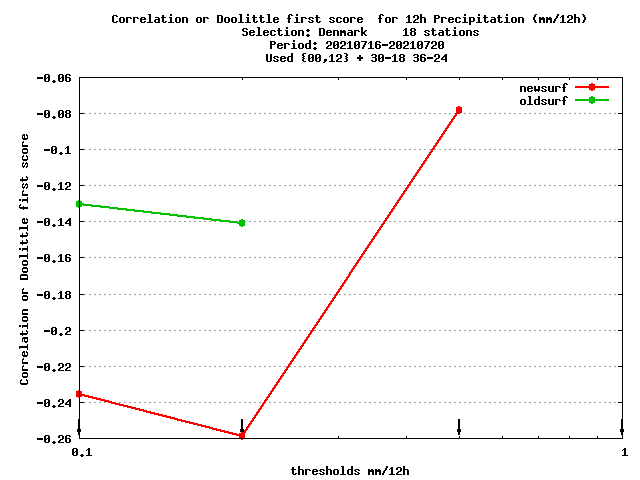 Correlation or Doolittle first score  for 12h Precipitation (mm/12h)
Selection: Denmark     18 stations
Period: 20210716-20210720
Used {00,12} + 30-18 36-24
newsurf
oldsurf
Correlation or Doolittle first score
-0.06
-0.08
-0.1
-0.12
-0.14
-0.16
-0.18
-0.2
-0.22
-0.24
-0.26
0.1
1
thresholds mm/12h